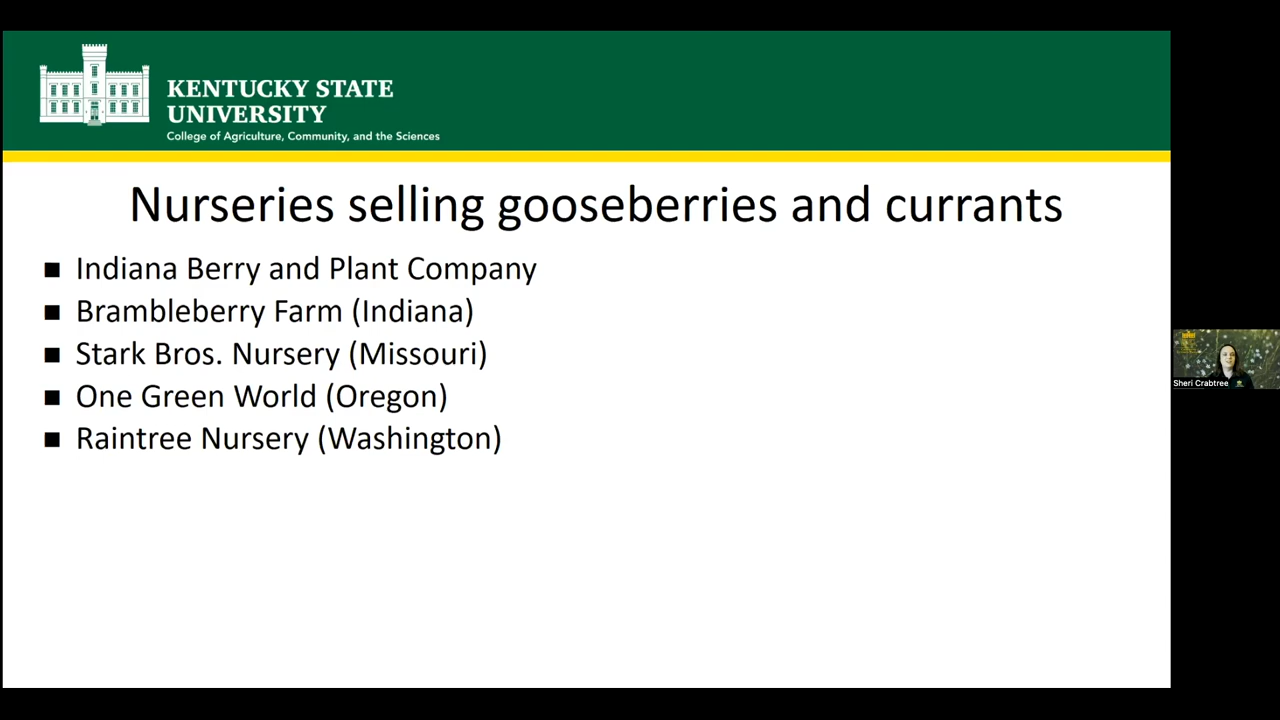 KENTUCKY STATE
UNIVERSITY
College of Agriculture, Community, and the Sciences
Nurseries selling gooseberries and currants
■ Indiana Berry and Plant Company
■ Brambleberry Farm (Indiana)
■ Stark Bros. Nursery (Missouri)
■ One Green World (Oregon)
■ Raintree Nursery (Washington)
Sheri Crabtree